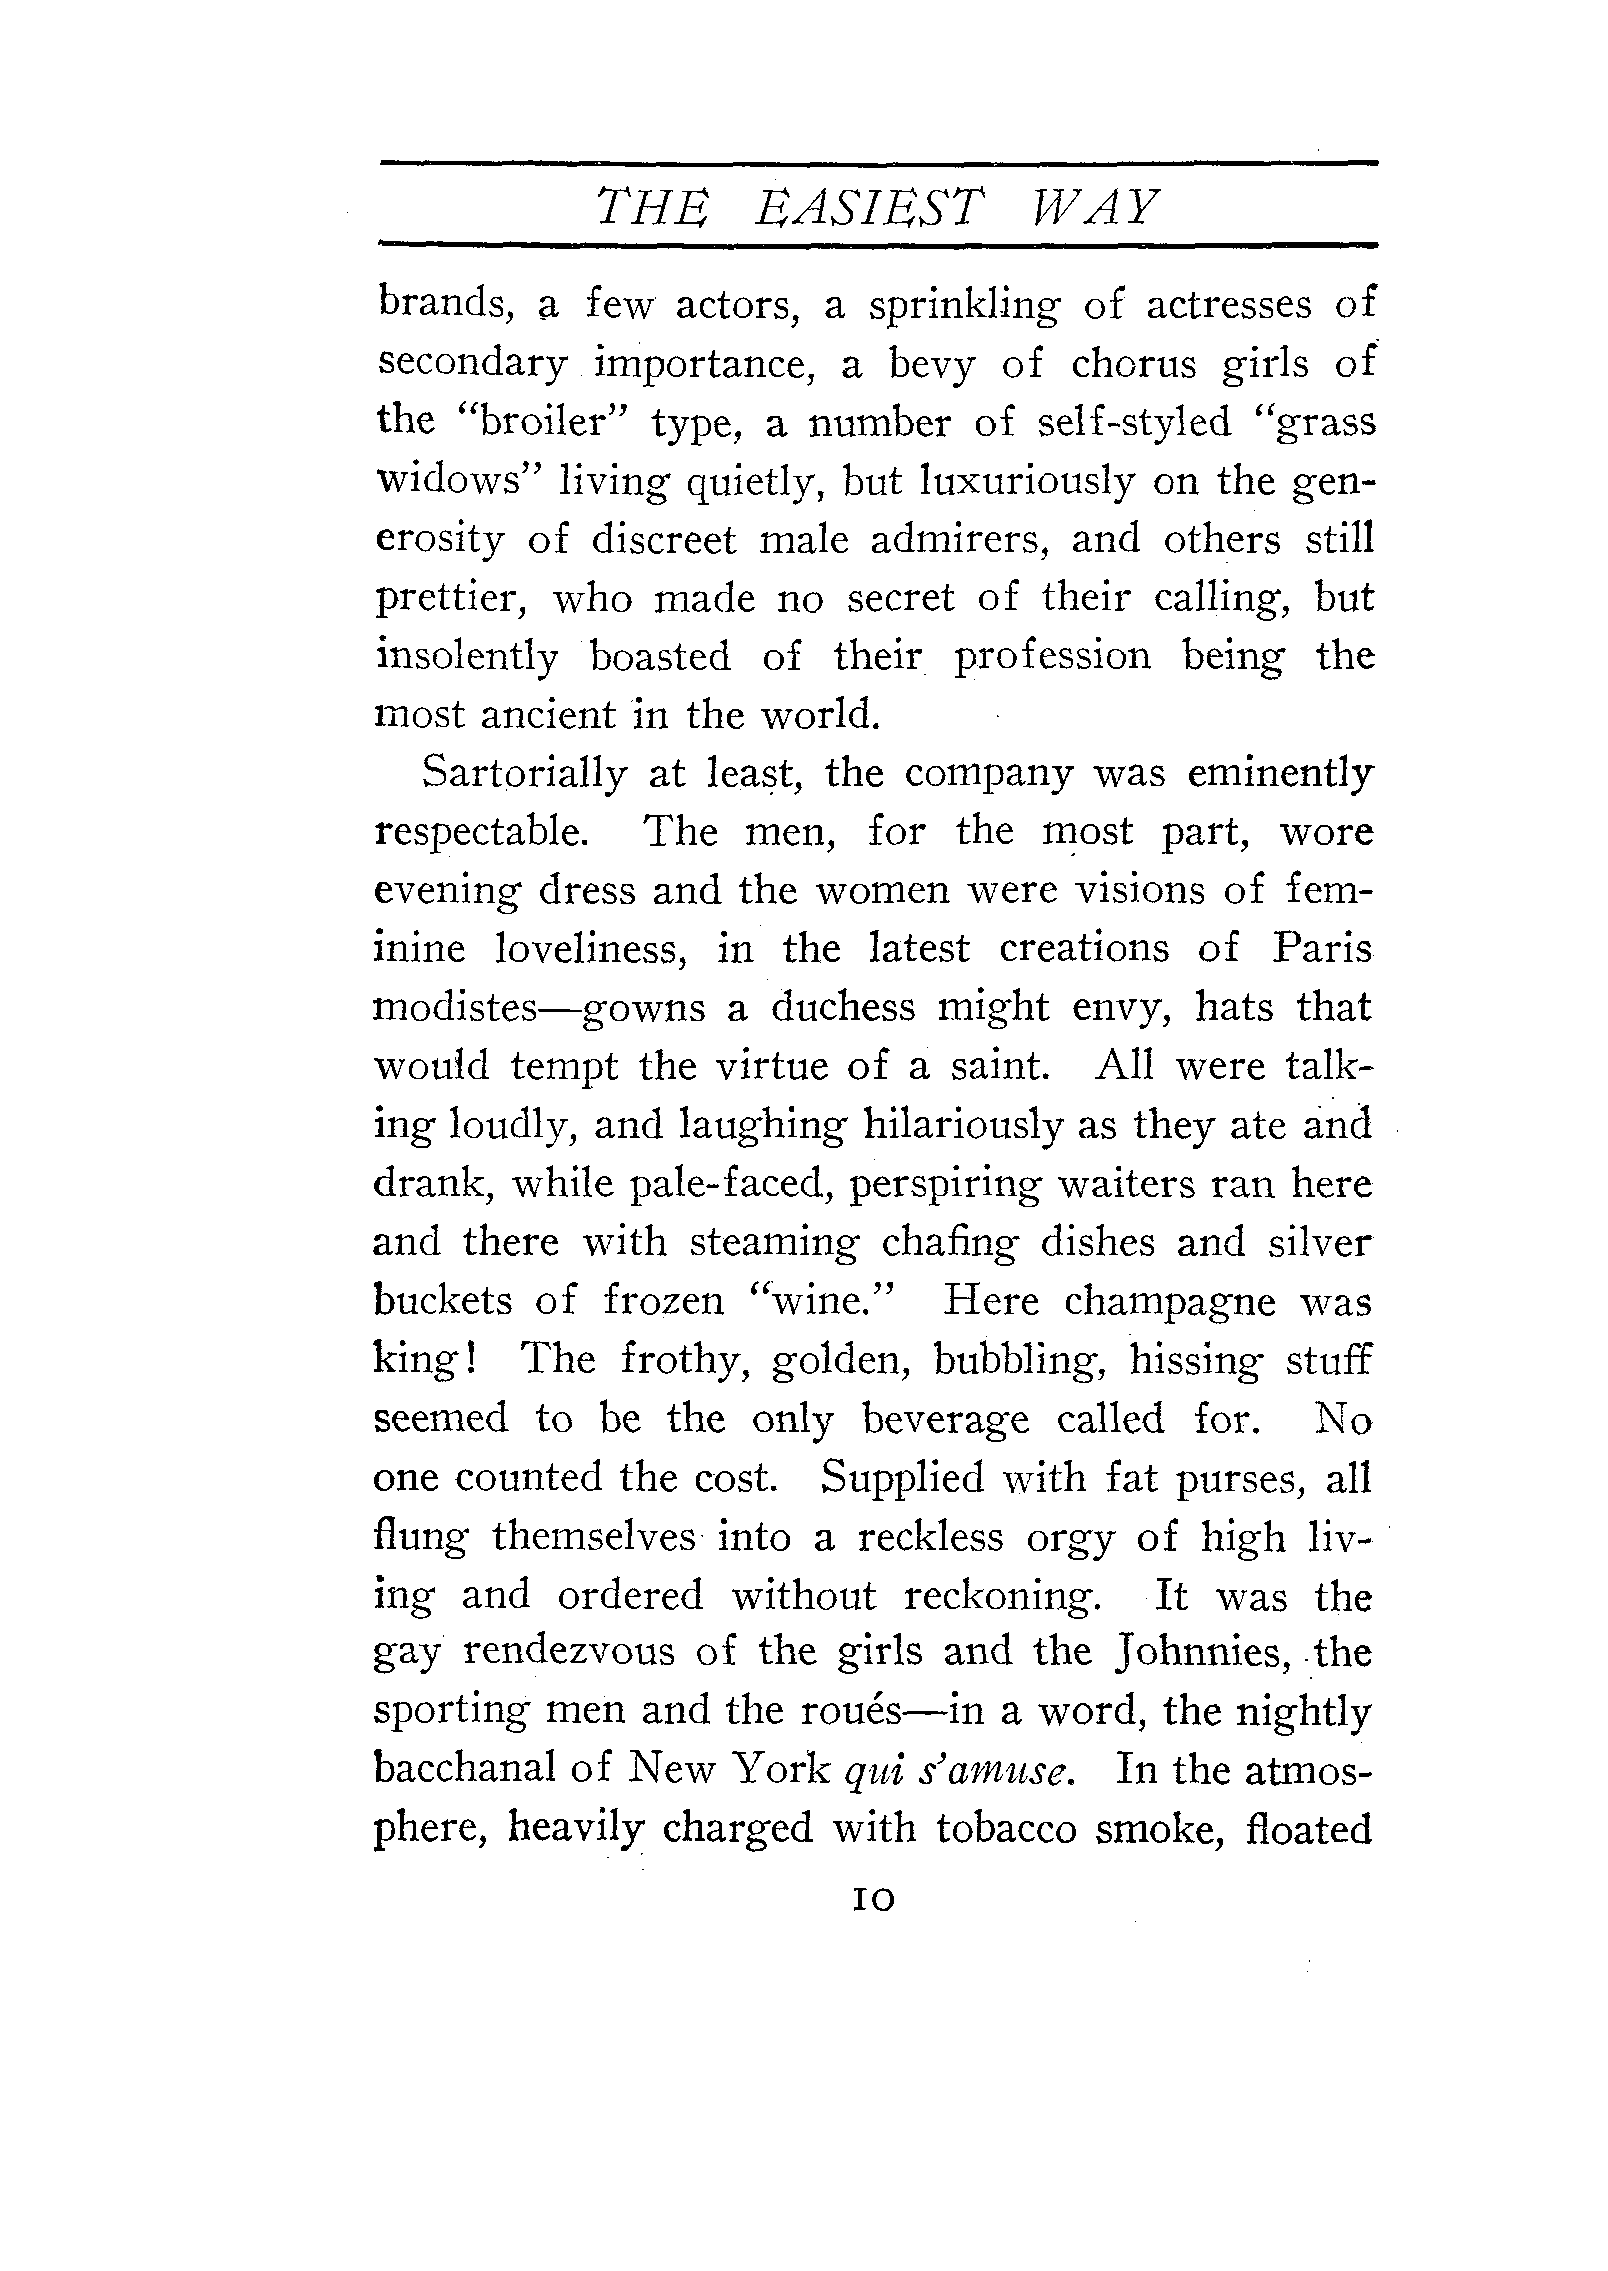 THE EASIEST WAY
brands, a few actors, a sprinkling of actresses of
secondary importance, a bevy of chorus girls of
the “broiler” type, a number of self-styled “grass
widows” living quietly, but luxuriously on the gen-
erosity of discreet male admirers, and others still
prettier, who made no secret of their calling, but
insolently boasted of their profession being the
most ancient in the world.
Sartorially at least, the company was eminently
respectable. The men, for the most part, wore
evening dress and the women were visions of fem-
inine loveliness, in the latest creations of Paris
modistes—gowns a duchess might envy, hats that
would tempt the virtue of a saint. All were talk-
ing loudly, and laughing hilariously as they ate and
drank, while pale-faced, perspiring waiters ran here
and there with steaming chafing dishes and silver
buckets of frozen “wine.” Here champagne was
king! The frothy, golden, bubbling, hissing stuff
seemed to be the only beverage called for. No
one counted the cost. Supplied with fat purses, all
flung themselves into a reckless orgy of high liv-
ing and ordered without reckoning. It was the
gay rendezvous of the girls and the Johnnies, the
sporting men and the roués—in a word, the nightly
bacchanal of New York qui s’amuse. In the atmos-
phere, heavily charged with tobacco smoke, floated
10